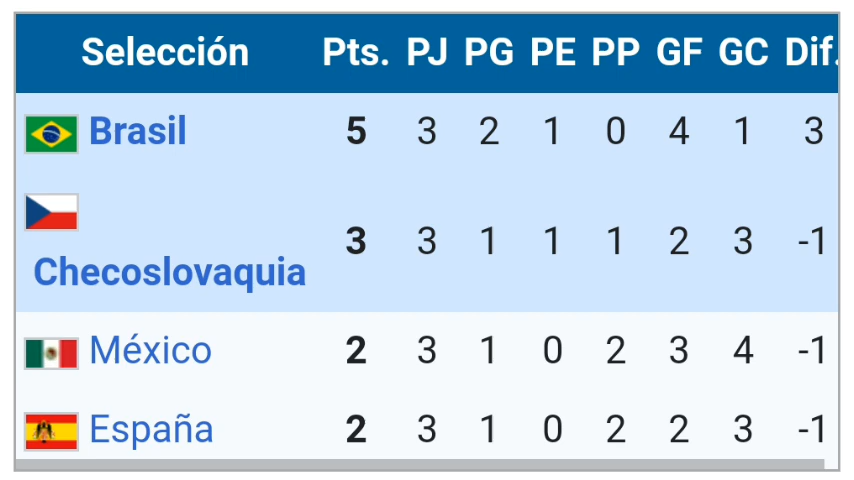 Selección Pts. PJ PG PE PP GF GC Dif.
Brasil 5 3 2 1 0 4 1 3
Checoslovaquia 3 3 1 1 1 2 3 -1
México 2 3 1 0 2 3 4 -1
España 2 3 1 0 2 2 3 -1